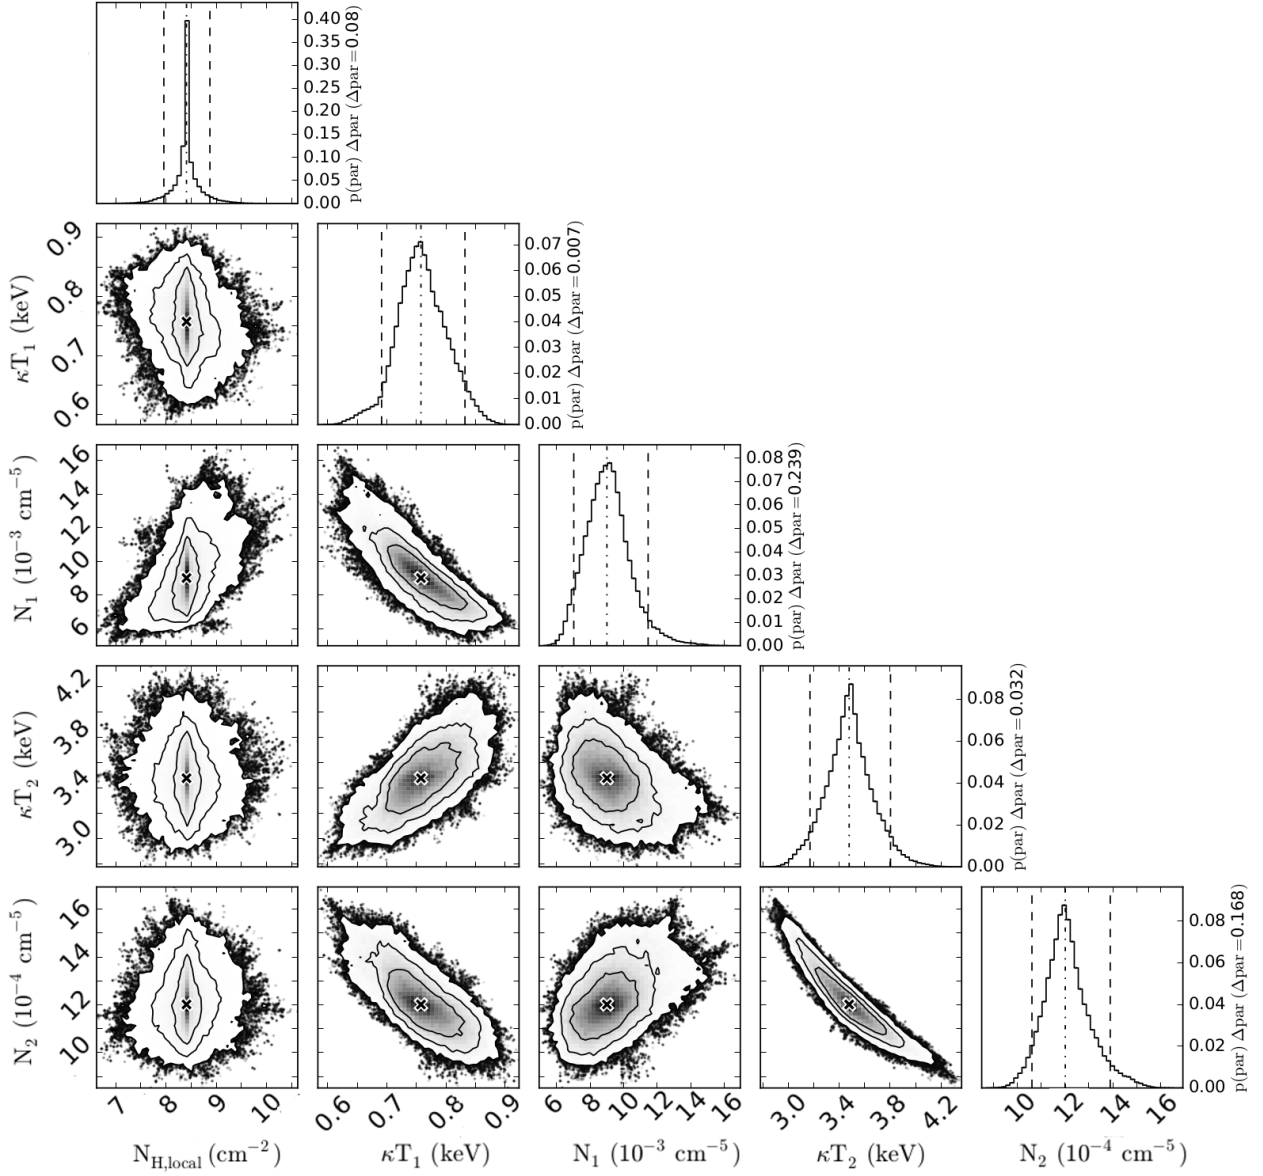 0.40
0.35
0.30
0.25
0.20
0.15
0.10
0.05
0.00
p(par) Δpar (Δpar=0.08)
κT₁ (keV)
0.9
0.8
0.7
0.6
0.07
0.06
0.05
0.04
0.03
0.02
0.01
0.00
p(par) Δpar (Δpar=0.007)
N₁ (10⁻³ cm⁻⁵)
16
14
12
10
8
6
0.08
0.07
0.06
0.05
0.04
0.03
0.02
0.01
0.00
p(par) Δpar (Δpar=0.239)
κT₂ (keV)
4.2
3.8
3.4
3.0
0.08
0.06
0.04
0.02
0.00
p(par) Δpar (Δpar=0.032)
N₂ (10⁻⁴ cm⁻⁵)
16
14
12
10
0.08
0.06
0.04
0.02
0.00
p(par) Δpar (Δpar=0.168)
7 8 9 10
0.6 0.7 0.8 0.9
6 8 10 12 14 16
3.0 3.4 3.8 4.2
10 12 14 16
N_H,local (cm⁻²)
κT₁ (keV)
N₁ (10⁻³ cm⁻⁵)
κT₂ (keV)
N₂ (10⁻⁴ cm⁻⁵)